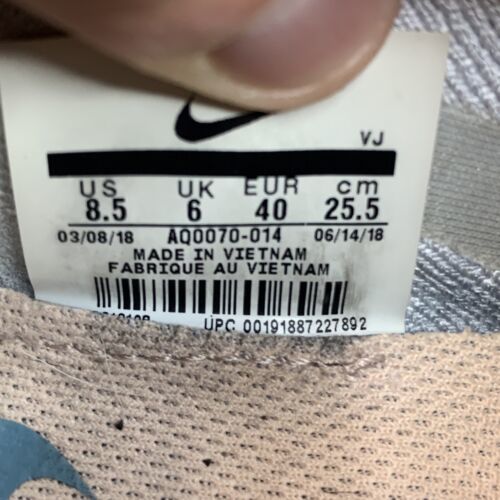 VJ
US UK EUR cm
8.5 6 40 25.5
03/08/18 AQ0070-014 06/14/18
MADE IN VIETNAM
FABRIQUE AU VIETNAM
UPC 00191887227892